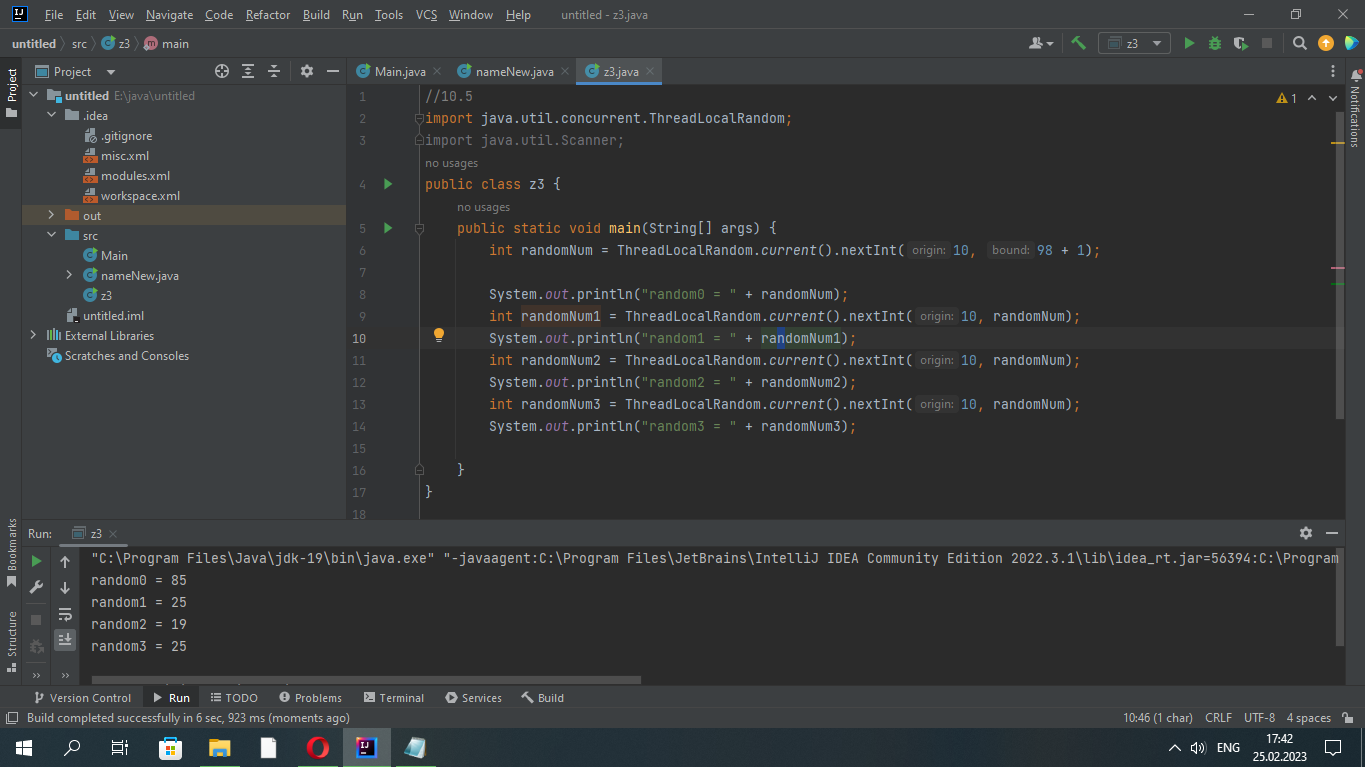 File Edit View Navigate Code Refactor Build Run Tools VCS Window Help untitled - z3.java
untitled src z3 main z3
Project Main.java nameNew.java z3.java
Project
untitled E:\java\untitled
.idea
.gitignore
misc.xml
modules.xml
workspace.xml
out
src
Main
nameNew.java
z3
untitled.iml
External Libraries
Scratches and Consoles
1 //10.5
2 import java.util.concurrent.ThreadLocalRandom;
3 import java.util.Scanner;
no usages
4 public class z3 {
no usages
5 public static void main(String[] args) {
6 int randomNum = ThreadLocalRandom.current().nextInt( origin: 10, bound: 98 + 1);
7
8 System.out.println("random0 = " + randomNum);
9 int randomNum1 = ThreadLocalRandom.current().nextInt( origin: 10, randomNum);
10 System.out.println("random1 = " + randomNum1);
11 int randomNum2 = ThreadLocalRandom.current().nextInt( origin: 10, randomNum);
12 System.out.println("random2 = " + randomNum2);
13 int randomNum3 = ThreadLocalRandom.current().nextInt( origin: 10, randomNum);
14 System.out.println("random3 = " + randomNum3);
15
16 }
17 }
18
1
Notifications
Bookmarks
Structure
Run: z3
"C:\Program Files\Java\jdk-19\bin\java.exe" "-javaagent:C:\Program Files\JetBrains\IntelliJ IDEA Community Edition 2022.3.1\lib\idea_rt.jar=56394:C:\Program
random0 = 85
random1 = 25
random2 = 19
random3 = 25
Version Control Run TODO Problems Terminal Services Build
Build completed successfully in 6 sec, 923 ms (moments ago) 10:46 (1 char) CRLF UTF-8 4 spaces
ENG 17:42
25.02.2023